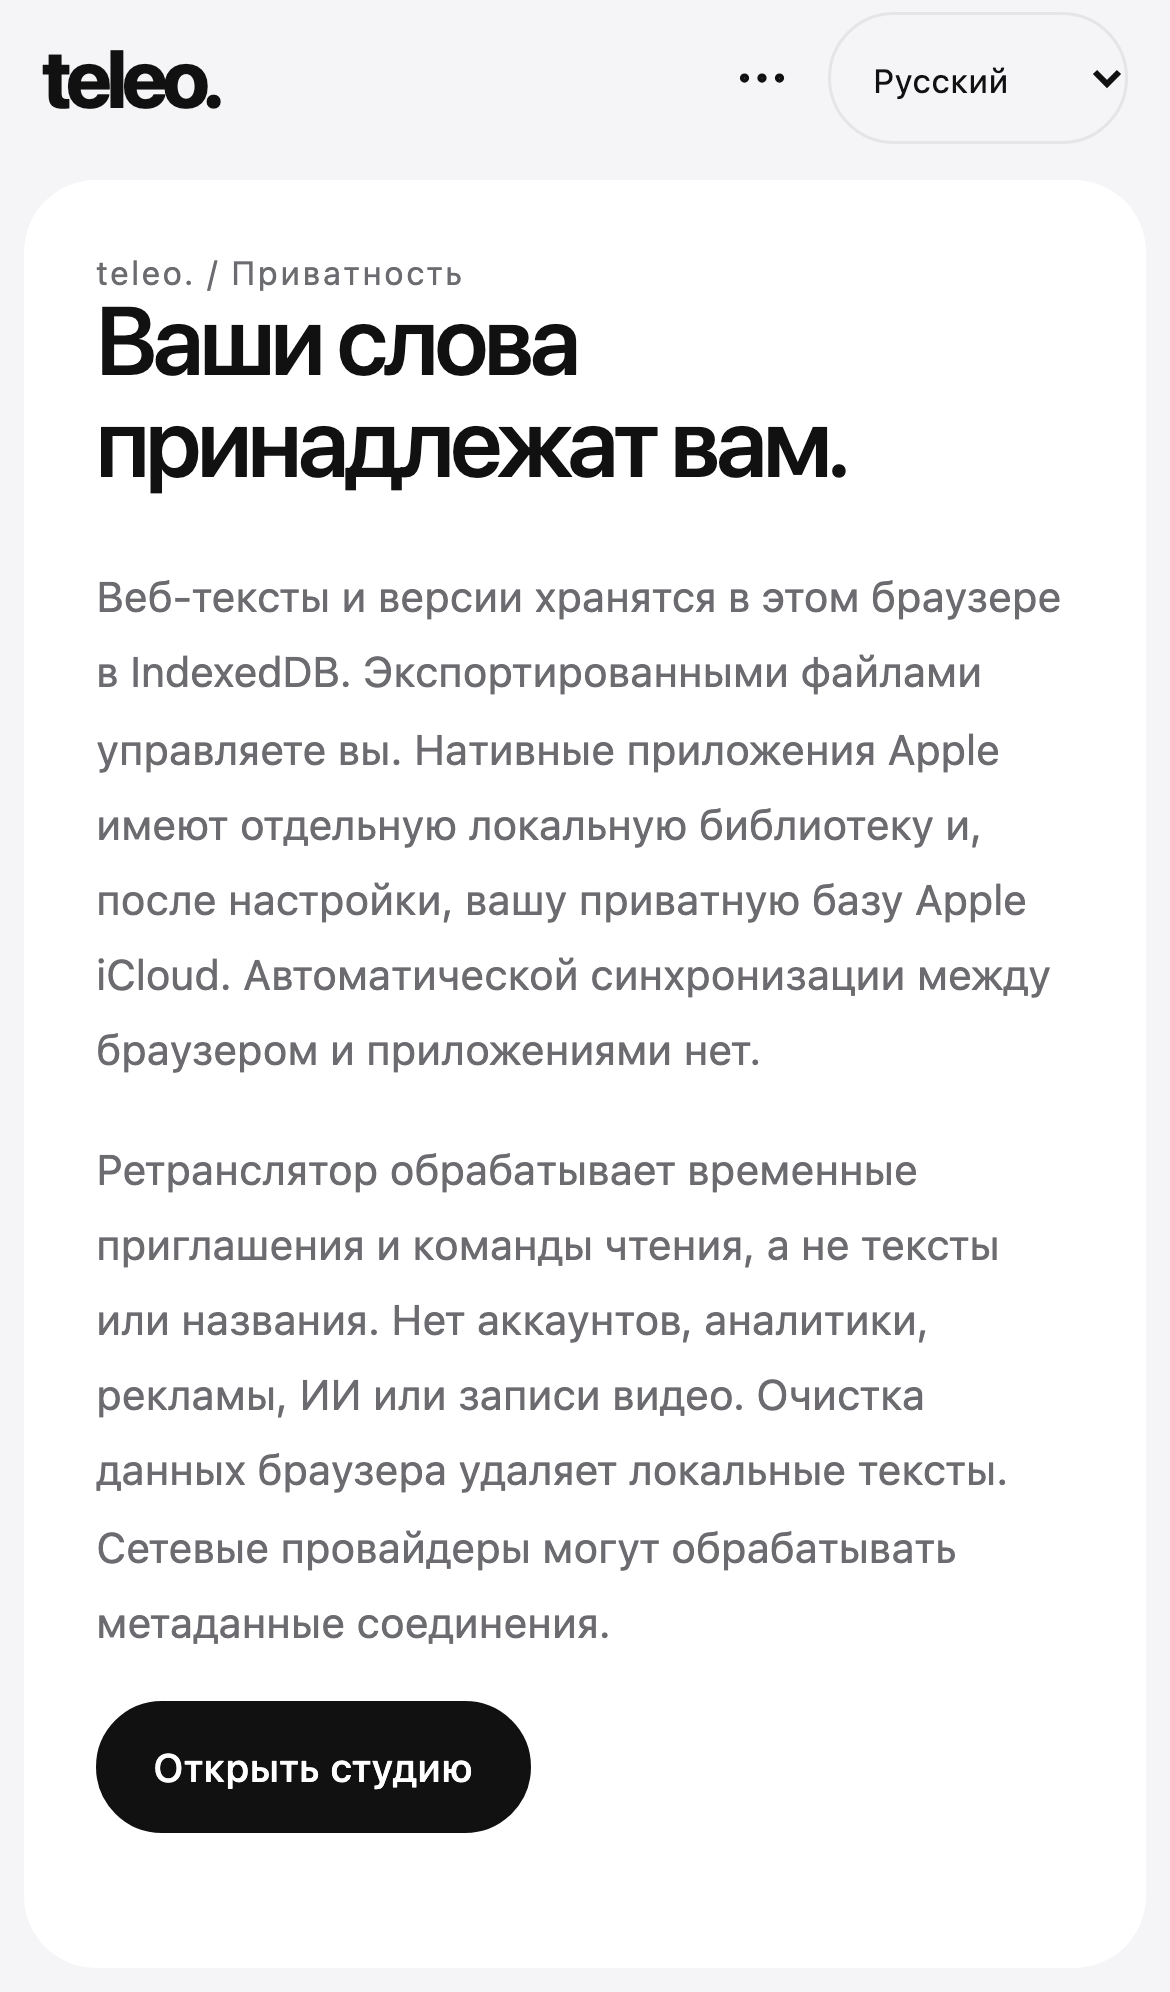 teleo.
Русский
teleo. / Приватность
Ваши слова
принадлежат вам.
Веб-тексты и версии хранятся в этом браузере
в IndexedDB. Экспортированными файлами
управляете вы. Нативные приложения Apple
имеют отдельную локальную библиотеку и,
после настройки, вашу приватную базу Apple
iCloud. Автоматической синхронизации между
браузером и приложениями нет.
Ретранслятор обрабатывает временные
приглашения и команды чтения, а не тексты
или названия. Нет аккаунтов, аналитики,
рекламы, ИИ или записи видео. Очистка
данных браузера удаляет локальные тексты.
Сетевые провайдеры могут обрабатывать
метаданные соединения.
Открыть студию